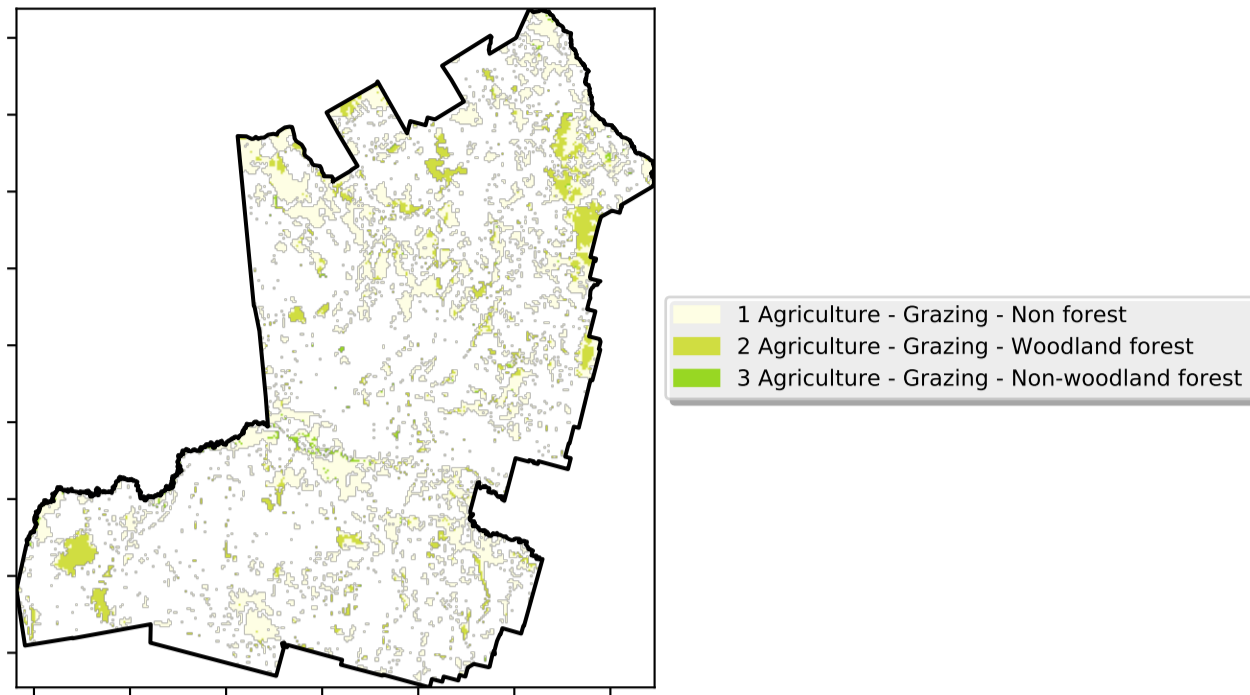 1 Agriculture - Grazing - Non forest
2 Agriculture - Grazing - Woodland forest
3 Agriculture - Grazing - Non-woodland forest